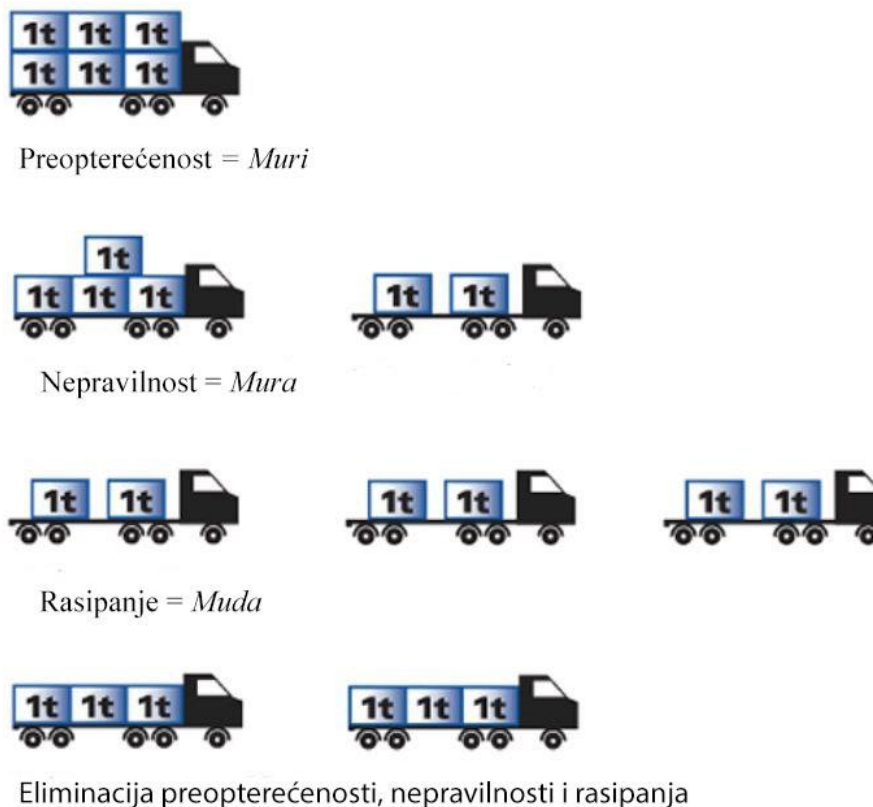 1t 1t 1t
1t 1t 1t
Preopterećenost = Muri
1t
1t 1t 1t 1t 1t
Nepravilnost = Mura
1t 1t 1t 1t 1t 1t
Rasipanje = Muda
1t 1t 1t 1t 1t 1t
Eliminacija preopterećenosti, nepravilnosti i rasipanja